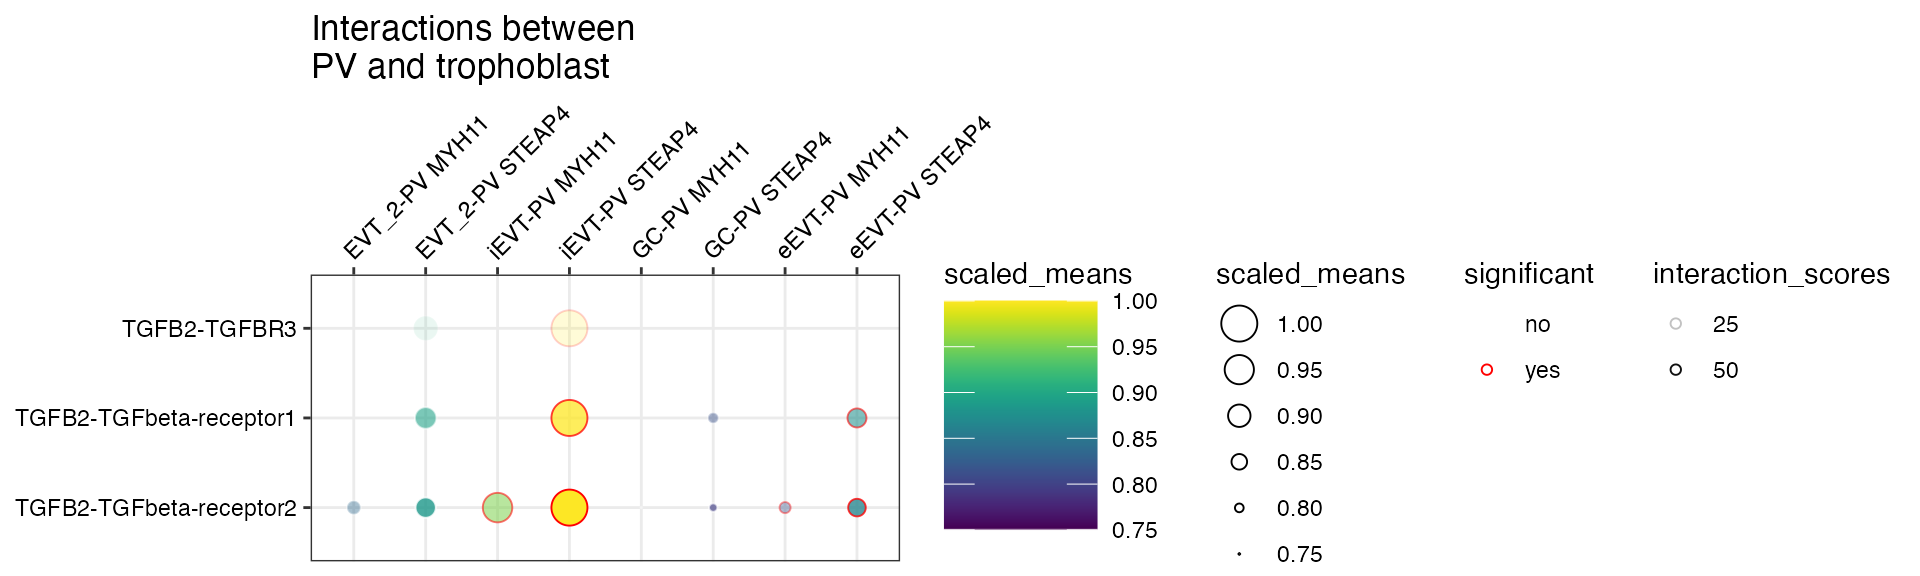 Interactions between
PV and trophoblast
EVT_2-PV MYH11
EVT_2-PV STEAP4
iEVT-PV MYH11
iEVT-PV STEAP4
GC-PV MYH11
GC-PV STEAP4
eEVT-PV MYH11
eEVT-PV STEAP4
TGFB2-TGFBR3
TGFB2-TGFbeta-receptor1
TGFB2-TGFbeta-receptor2
scaled_means
1.00
0.95
0.90
0.85
0.80
0.75
scaled_means
1.00
0.95
0.90
0.85
0.80
0.75
significant
no
yes
interaction_scores
25
50